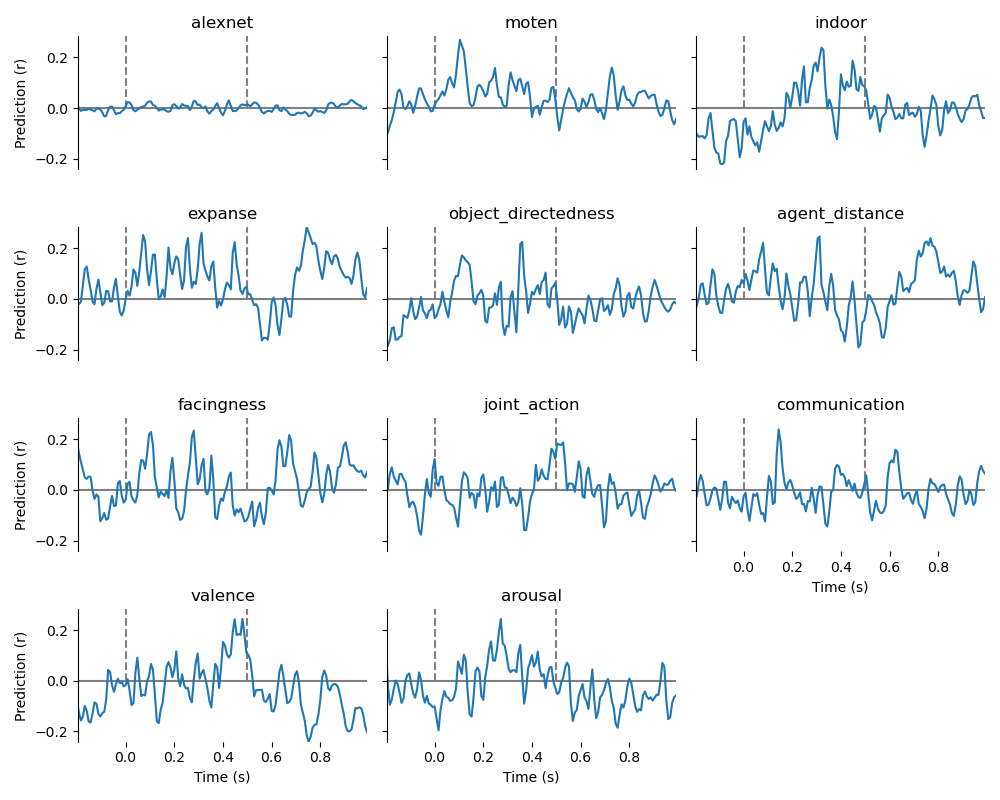 alexnet moten indoor
Prediction (r)
0.2
0.0
−0.2
expanse object_directedness agent_distance
Prediction (r)
0.2
0.0
−0.2
facingness joint_action communication
Prediction (r)
0.2
0.0
−0.2
0.0 0.2 0.4 0.6 0.8
Time (s)
valence arousal
Prediction (r)
0.2
0.0
−0.2
0.0 0.2 0.4 0.6 0.8 0.0 0.2 0.4 0.6 0.8
Time (s) Time (s)